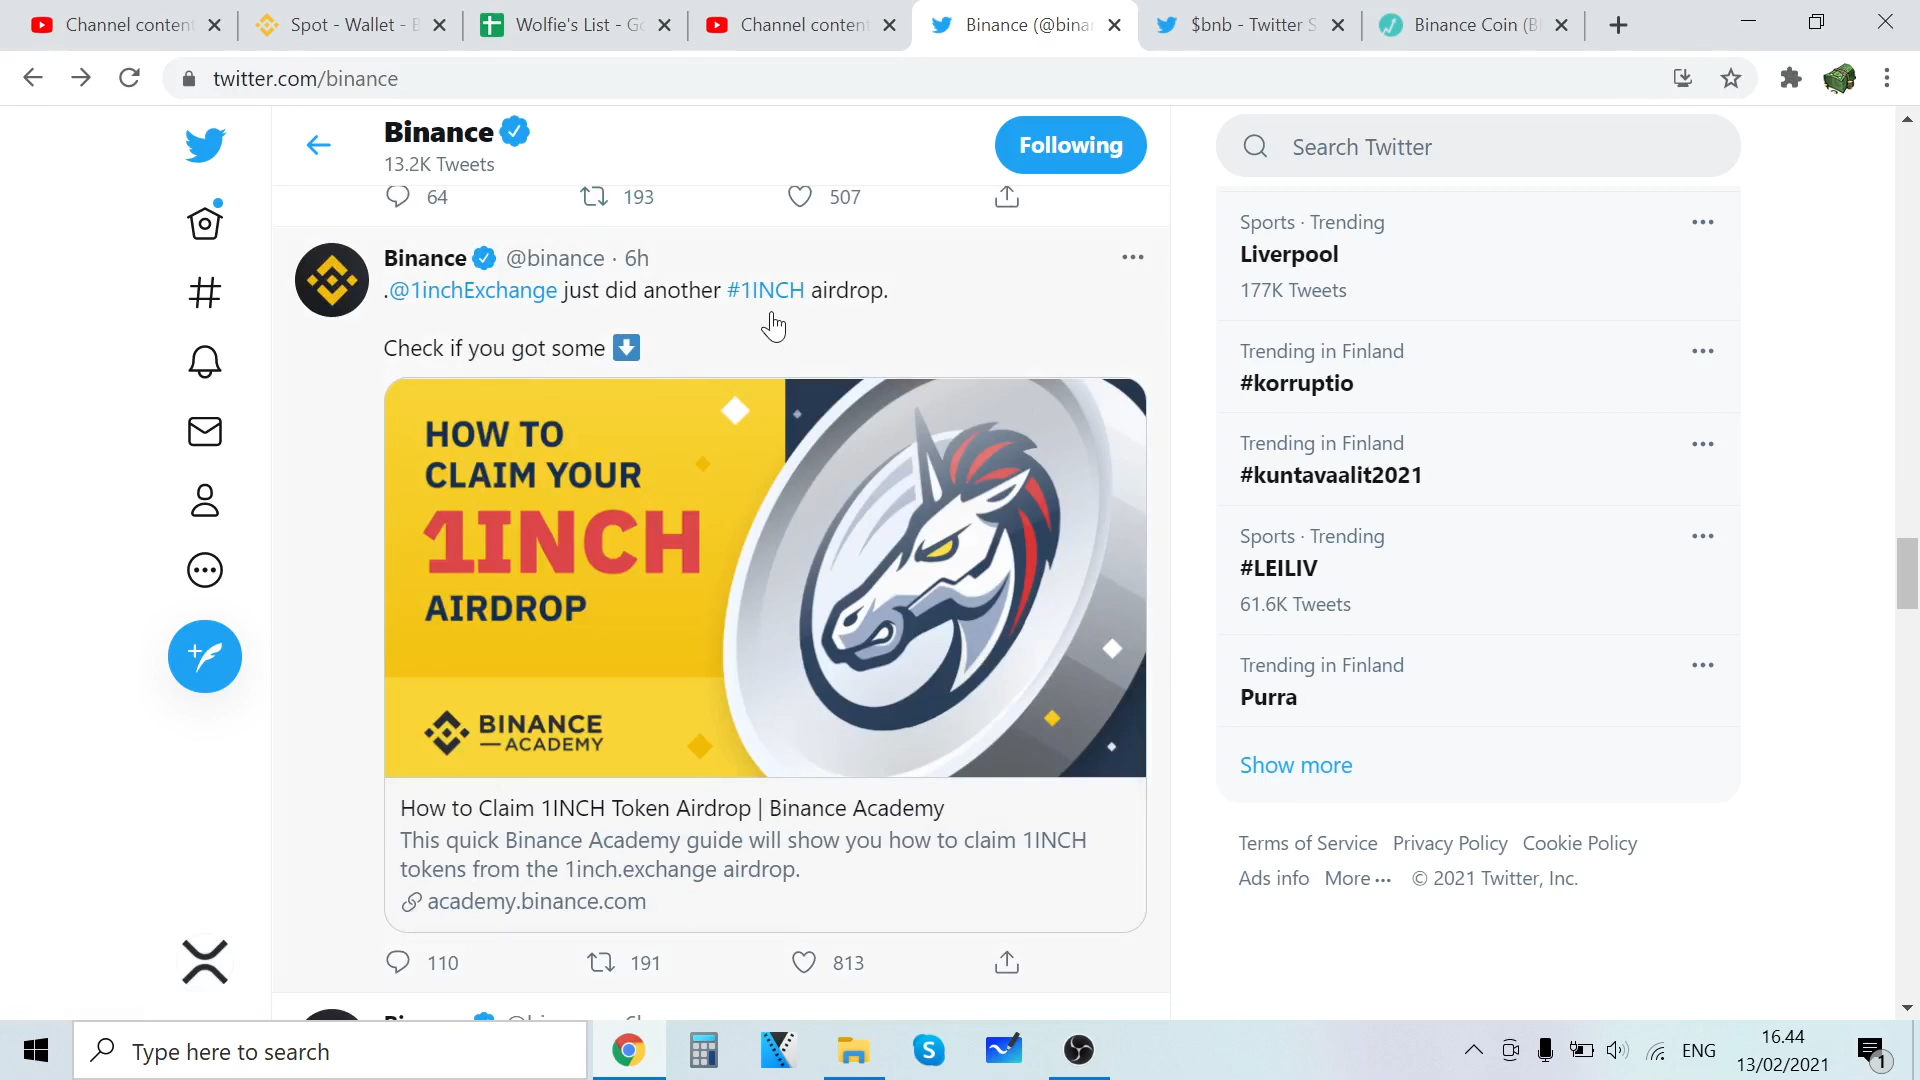 Channel content
Spot - Wallet - B
Wolfie's List - Go
Channel content
Binance (@binan
$bnb - Twitter S
Binance Coin (B
twitter.com/binance
Binance
13.2K Tweets
Following
Search Twitter
64
193
507
Binance @binance · 6h
.@1inchExchange just did another #1INCH airdrop.
Check if you got some
HOW TO
CLAIM YOUR
1INCH
AIRDROP
BINANCE
ACADEMY
How to Claim 1INCH Token Airdrop | Binance Academy
This quick Binance Academy guide will show you how to claim 1INCH
tokens from the 1inch.exchange airdrop.
academy.binance.com
110
191
813
Sports · Trending
Liverpool
177K Tweets
Trending in Finland
#korruptio
Trending in Finland
#kuntavaalit2021
Sports · Trending
#LEILIV
61.6K Tweets
Trending in Finland
Purra
Show more
Terms of Service Privacy Policy Cookie Policy
Ads info More ··· © 2021 Twitter, Inc.
Type here to search
ENG
16.44
13/02/2021
1